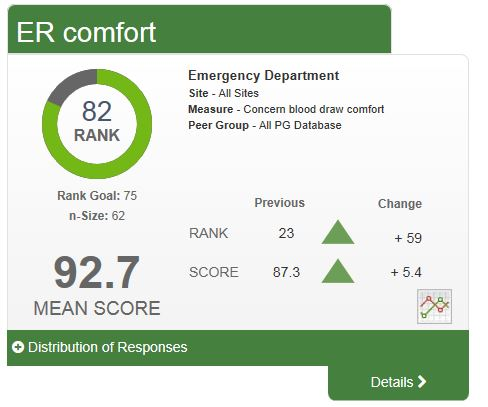 ER comfort
82
RANK
Rank Goal: 75
n-Size: 62
92.7
MEAN SCORE
Emergency Department
Site - All Sites
Measure - Concern blood draw comfort
Peer Group - All PG Database
Previous Change
RANK 23 + 59
SCORE 87.3 + 5.4
Distribution of Responses
Details